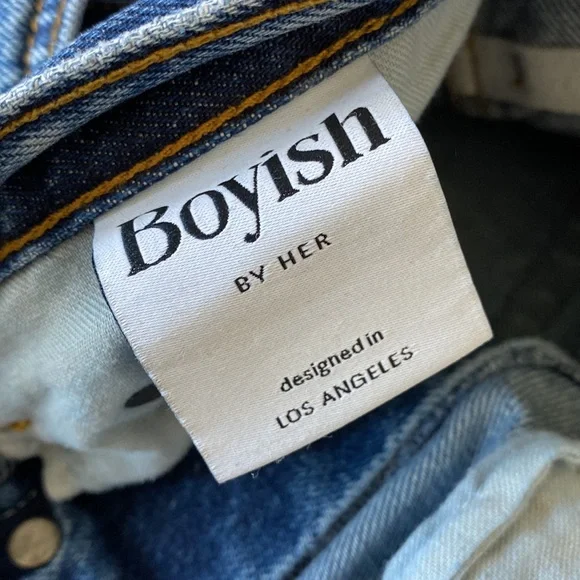 Boyish
BY HER
designed in
LOS ANGELES